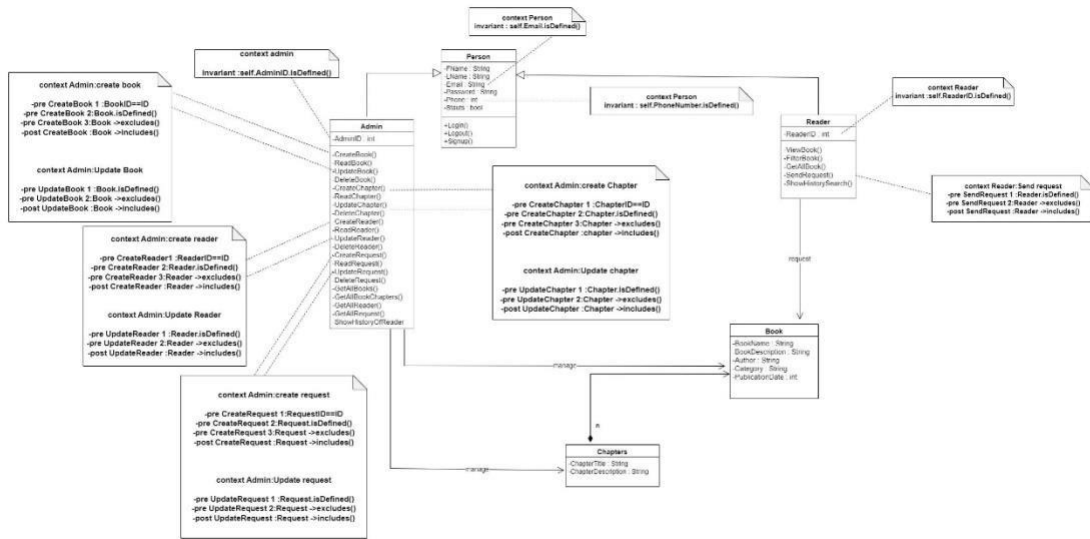 context Person
invariant : self.Email.isDefined()
context admin
invariant :self.AdminID.IsDefined()
Person
-FName : String
-LName : String
-Email : String
-Password : String
-Phone : int
-Staus : bool
+Login()
+Logout()
+Signup()
context Person
invariant : self.PhoneNumber.isDefined()
context Reader
invariant :self.ReaderID.isDefined()
context Admin:create book
-pre CreateBook 1 :BookID==ID
-pre CreateBook 2:Book.isDefined()
-pre CreateBook 3:Book ->excludes()
-post CreateBook :Book ->includes()
context Admin:Update Book
-pre UpdateBook 1 :Book.isDefined()
-pre UpdateBook 2:Book ->excludes()
-post UpdateBook :Book ->includes()
Admin
-AdminID : int
-CreateBook()
-ReadBook()
-UpdateBook()
-DeleteBook()
-CreateChapter()
-ReadChapter()
-UpdateChapter()
-DeleteChapter()
-CreateReader()
-ReadReader()
-UpdateReader()
-DeleteReader()
-CreateRequest()
-ReadRequest()
-UpdateRequest()
-DeleteRequest()
-GetAllBooks()
-GetAllBookChapters()
-GetAllReader()
-GetAllRequest()
ShowHistoryOfReader
Reader
-ReaderID : int
-ViewBook()
-FilterBook()
-GetAllBook()
-SendRequest()
-ShowHistorySearch()
context Reader:Send request
-pre SendRequest 1 :Reader.isDefined()
-pre SendRequest 2:Reader->excludes()
-post SendRequest :Reader ->includes()
context Admin:create Chapter
-pre CreateChapter 1 :ChapterID==ID
-pre CreateChapter 2:Chapter.isDefined()
-pre CreateChapter 3:Chapter ->excludes()
-post CreateChapter :chapter ->includes()
context Admin:Update chapter
-pre UpdateChapter 1 :Chapter.isDefined()
-pre UpdateChapter 2:Chapter ->excludes()
-post UpdateChapter :Chapter ->includes()
context Admin:create reader
-pre CreateReader1 :ReaderID==ID
-pre CreateReader 2:Reader.isDefined()
-pre CreateReader 3:Reader ->excludes()
-post CreateReader :Reader ->includes()
context Admin:Update Reader
-pre UpdateReader 1 :Reader.isDefined()
-pre UpdateReader 2:Reader ->excludes()
-post UpdateReader :Reader ->includes()
request
Book
-BookName : String
BookDescription : String
-Author : String
-Category : String
-PublicationDate : int
manage
n
context Admin:create request
-pre CreateRequest 1:RequestID==ID
-pre CreateRequest 2:Request.isDefined()
-pre CreateRequest 3:Request ->excludes()
-post CreateRequest :Request ->includes()
context Admin:Update request
-pre UpdateRequest 1 :Request.isDefined()
-pre UpdateRequest 2:Request ->excludes()
-post UpdateRequest :Request ->includes()
manage
Chapters
-ChapterTitle : String
-ChapterDescription : String